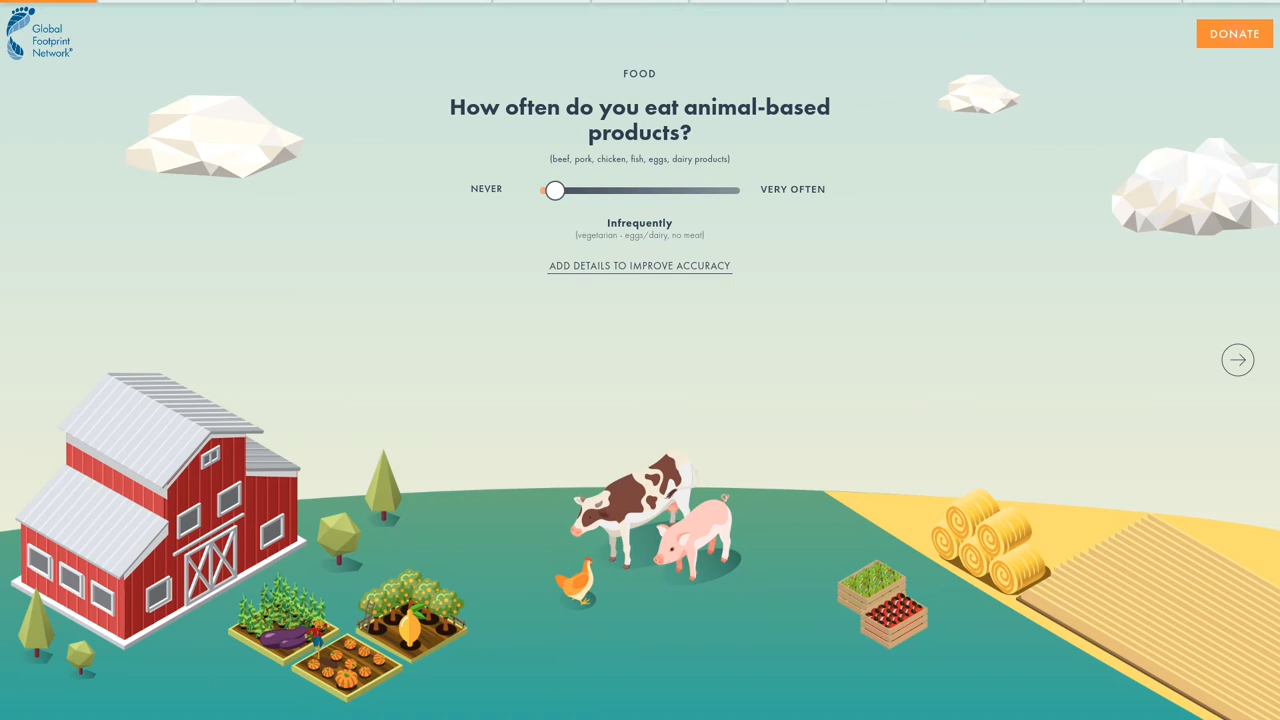 Global
Footprint
Network®
DONATE
FOOD
How often do you eat animal-based
products?
(beef, pork, chicken, fish, eggs, dairy products)
NEVER
VERY OFTEN
Infrequently
(vegetarian - eggs/dairy, no meat)
ADD DETAILS TO IMPROVE ACCURACY